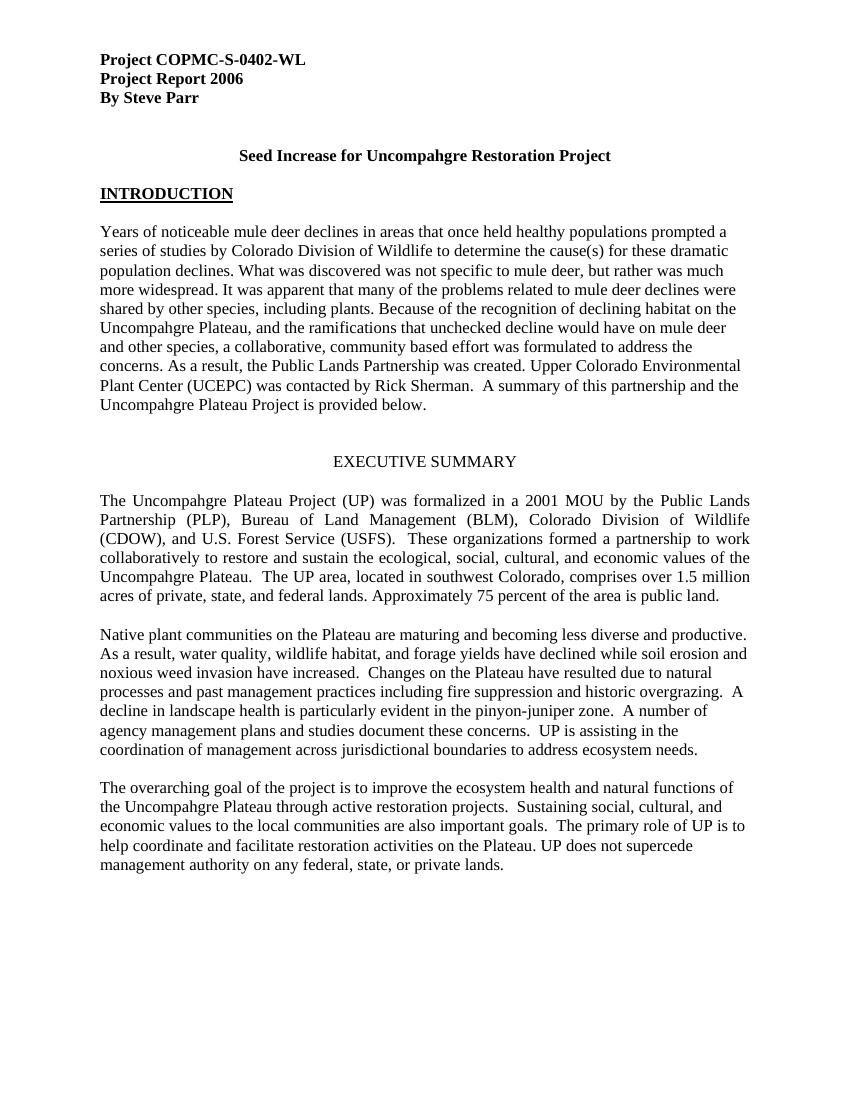 Project COPMC-S-0402-WL
Project Report 2006
By Steve Parr
Seed Increase for Uncompahgre Restoration Project
INTRODUCTION
Years of noticeable mule deer declines in areas that once held healthy populations prompted a
series of studies by Colorado Division of Wildlife to determine the cause(s) for these dramatic
population declines. What was discovered was not specific to mule deer, but rather was much
more widespread. It was apparent that many of the problems related to mule deer declines were
shared by other species, including plants. Because of the recognition of declining habitat on the
Uncompahgre Plateau, and the ramifications that unchecked decline would have on mule deer
and other species, a collaborative, community based effort was formulated to address the
concerns. As a result, the Public Lands Partnership was created. Upper Colorado Environmental
Plant Center (UCEPC) was contacted by Rick Sherman.  A summary of this partnership and the
Uncompahgre Plateau Project is provided below.
EXECUTIVE SUMMARY
The Uncompahgre Plateau Project (UP) was formalized in a 2001 MOU by the Public Lands
Partnership (PLP), Bureau of Land Management (BLM), Colorado Division of Wildlife
(CDOW), and U.S. Forest Service (USFS).  These organizations formed a partnership to work
collaboratively to restore and sustain the ecological, social, cultural, and economic values of the
Uncompahgre Plateau.  The UP area, located in southwest Colorado, comprises over 1.5 million
acres of private, state, and federal lands. Approximately 75 percent of the area is public land.
Native plant communities on the Plateau are maturing and becoming less diverse and productive.
As a result, water quality, wildlife habitat, and forage yields have declined while soil erosion and
noxious weed invasion have increased.  Changes on the Plateau have resulted due to natural
processes and past management practices including fire suppression and historic overgrazing.  A
decline in landscape health is particularly evident in the pinyon-juniper zone.  A number of
agency management plans and studies document these concerns.  UP is assisting in the
coordination of management across jurisdictional boundaries to address ecosystem needs.
The overarching goal of the project is to improve the ecosystem health and natural functions of
the Uncompahgre Plateau through active restoration projects.  Sustaining social, cultural, and
economic values to the local communities are also important goals.  The primary role of UP is to
help coordinate and facilitate restoration activities on the Plateau. UP does not supercede
management authority on any federal, state, or private lands.